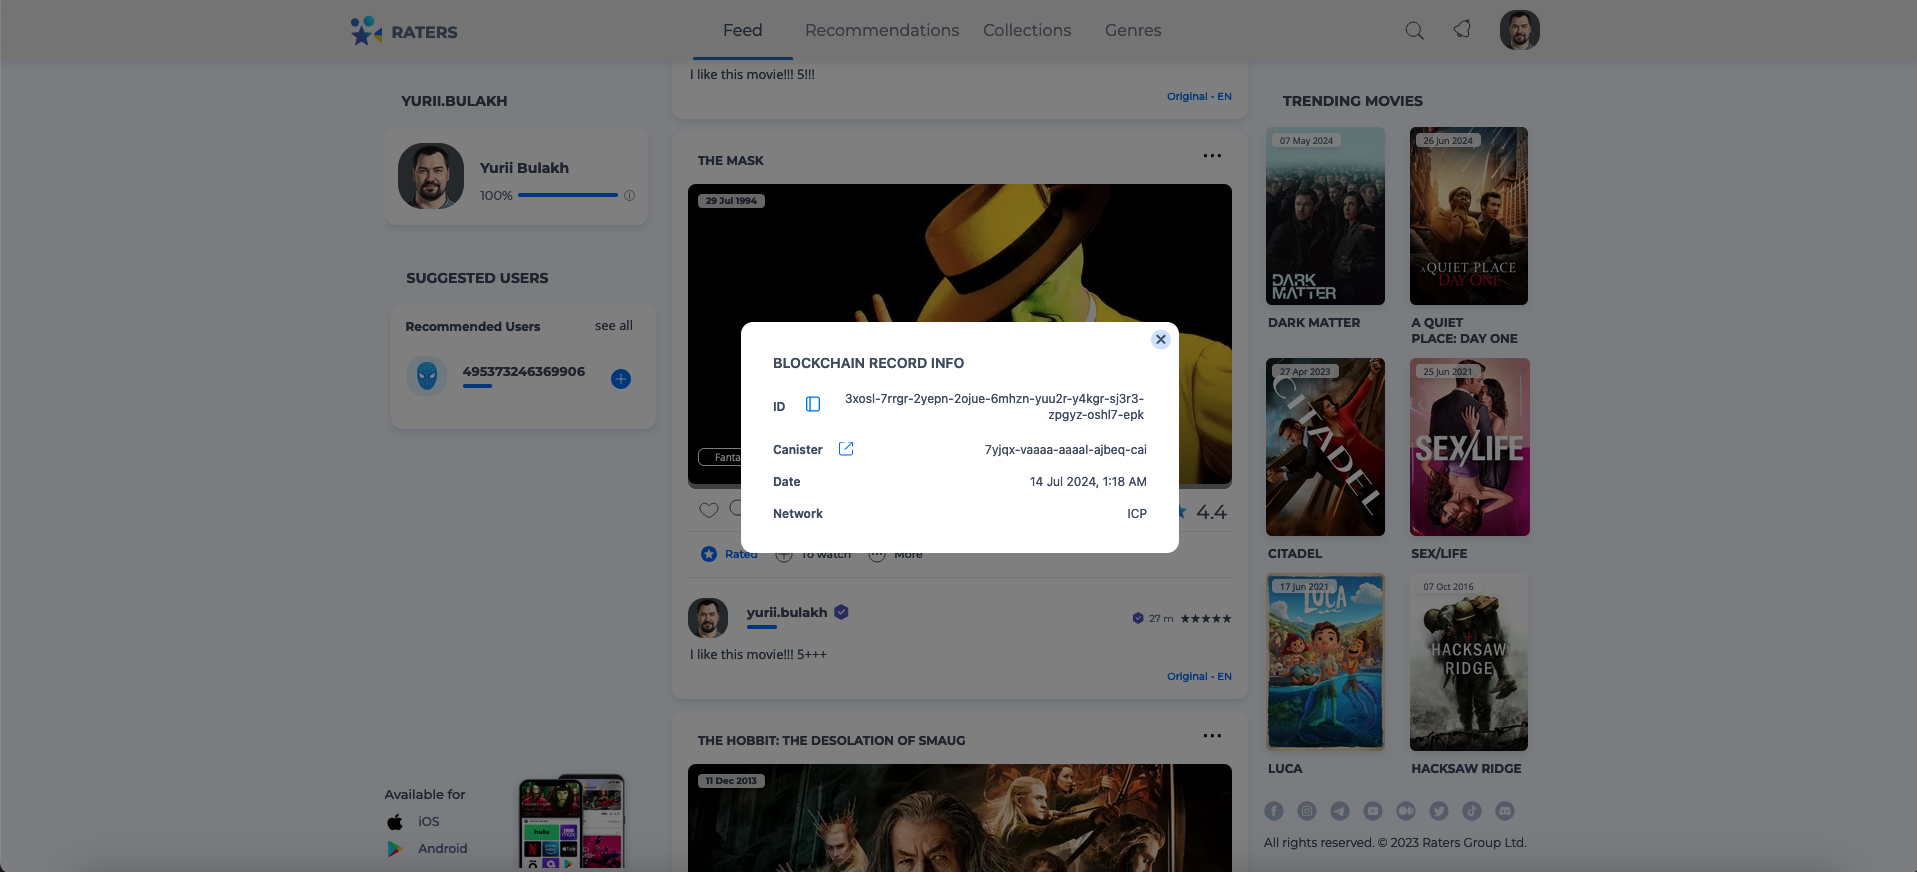 RATERS
Feed
Recommendations
Collections
Genres
YURII.BULAKH
Yurii Bulakh
100%
SUGGESTED USERS
Recommended Users
see all
495373246369906
Available for
iOS
Android
hulu
I like this movie!!! 5!!!
Original - EN
THE MASK
29 Jul 1994
Fanta
4.4
Rated
To watch
More
yurii.bulakh
27 m
I like this movie!!! 5+++
Original - EN
THE HOBBIT: THE DESOLATION OF SMAUG
11 Dec 2013
BLOCKCHAIN RECORD INFO
ID
3xosl-7rrgr-2yepn-2ojue-6mhzn-yuu2r-y4kgr-sj3r3-
zpgyz-oshl7-epk
Canister
7yjqx-vaaaa-aaaal-ajbeq-cai
Date
14 Jul 2024, 1:18 AM
Network
ICP
TRENDING MOVIES
07 May 2024
DARK
MATTER
DARK MATTER
26 Jun 2024
A QUIET PLACE
DAY ONE
A QUIET
PLACE: DAY ONE
27 Apr 2023
CITADEL
CITADEL
25 Jun 2021
SEX/LIFE
SEX/LIFE
17 Jun 2021
LUCA
LUCA
07 Oct 2016
HACKSAW
RIDGE
HACKSAW RIDGE
All rights reserved. © 2023 Raters Group Ltd.